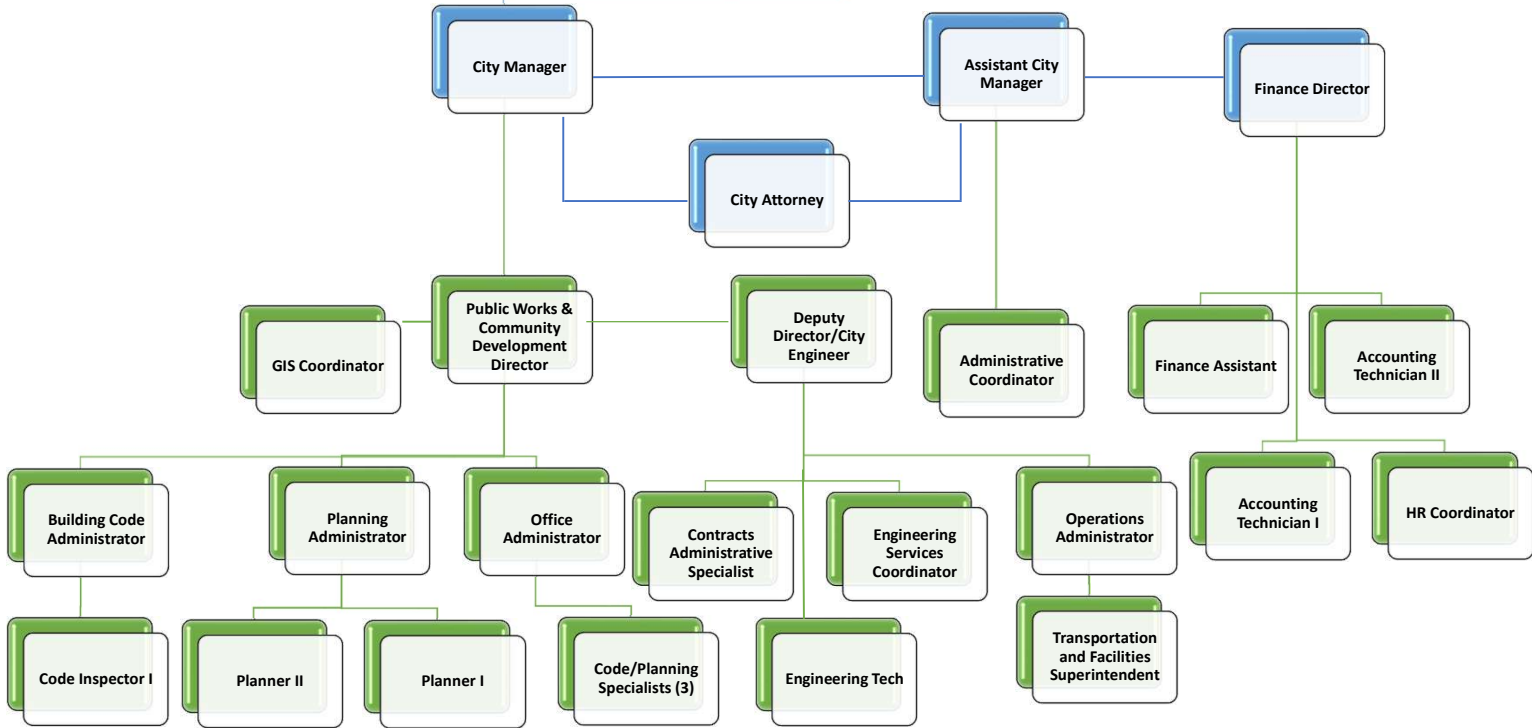 City Manager
Assistant City
Manager
Finance Director
City Attorney
GIS Coordinator
Public Works &
Community
Development
Director
Deputy
Director/City
Engineer
Administrative
Coordinator
Finance Assistant
Accounting
Technician II
Building Code
Administrator
Planning
Administrator
Office
Administrator
Contracts
Administrative
Specialist
Engineering
Services
Coordinator
Operations
Administrator
Accounting
Technician I
HR Coordinator
Code Inspector I
Planner II
Planner I
Code/Planning
Specialists (3)
Engineering Tech
Transportation
and Facilities
Superintendent